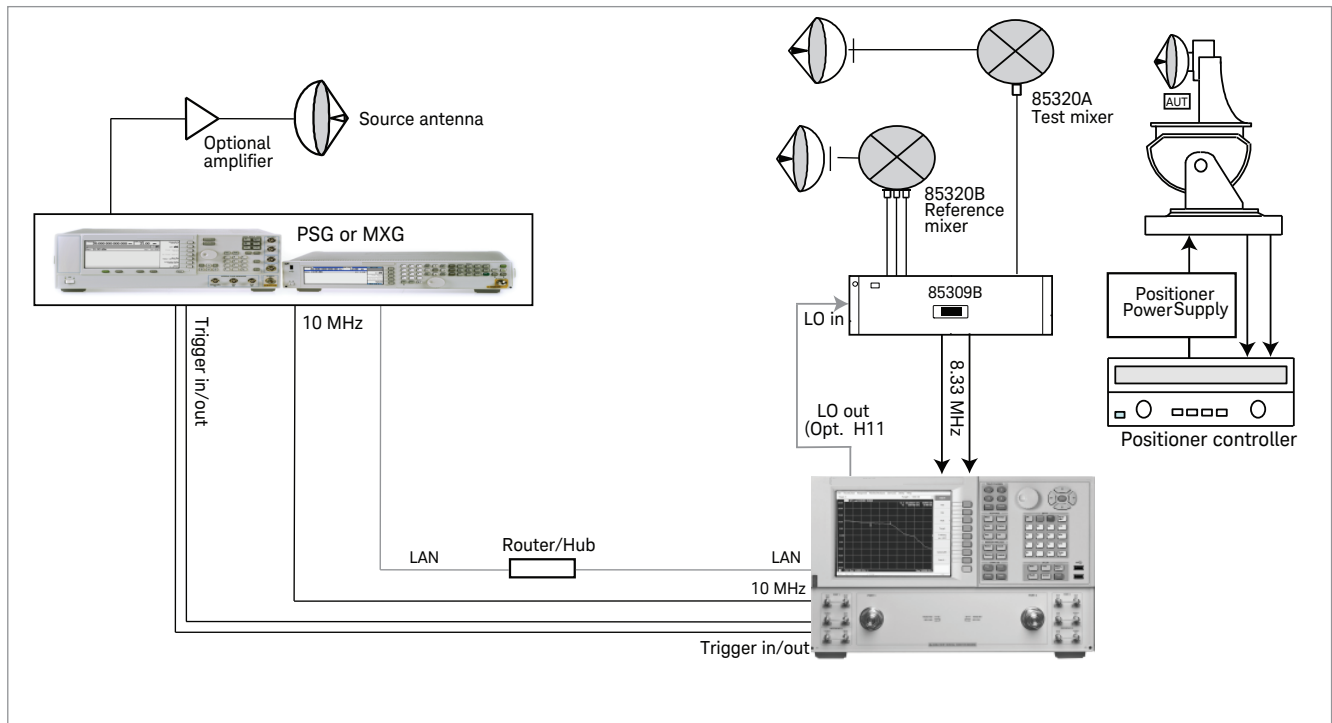 Source antenna
Optional
amplifier
PSG or MXG
Trigger in/out
10 MHz
LAN
Router/Hub
LAN
10 MHz
Trigger in/out
85320A
Test mixer
85320B
Reference
mixer
85309B
LO in
LO out
(Opt. H11
8.33 MHz
AUT
Positioner
PowerSupply
Positioner controller